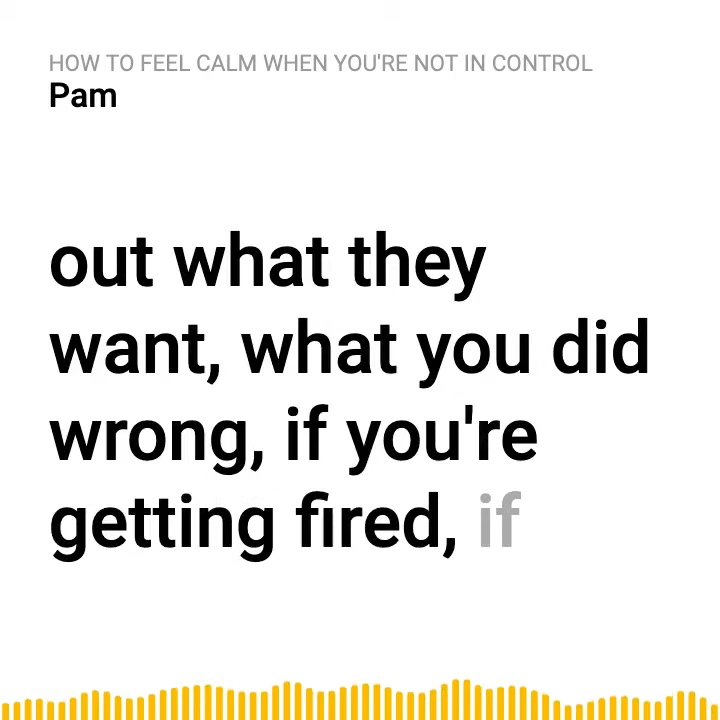 HOW TO FEEL CALM WHEN YOU'RE NOT IN CONTROL
Pam
out what they
want, what you did
wrong, if you're
getting fired, if